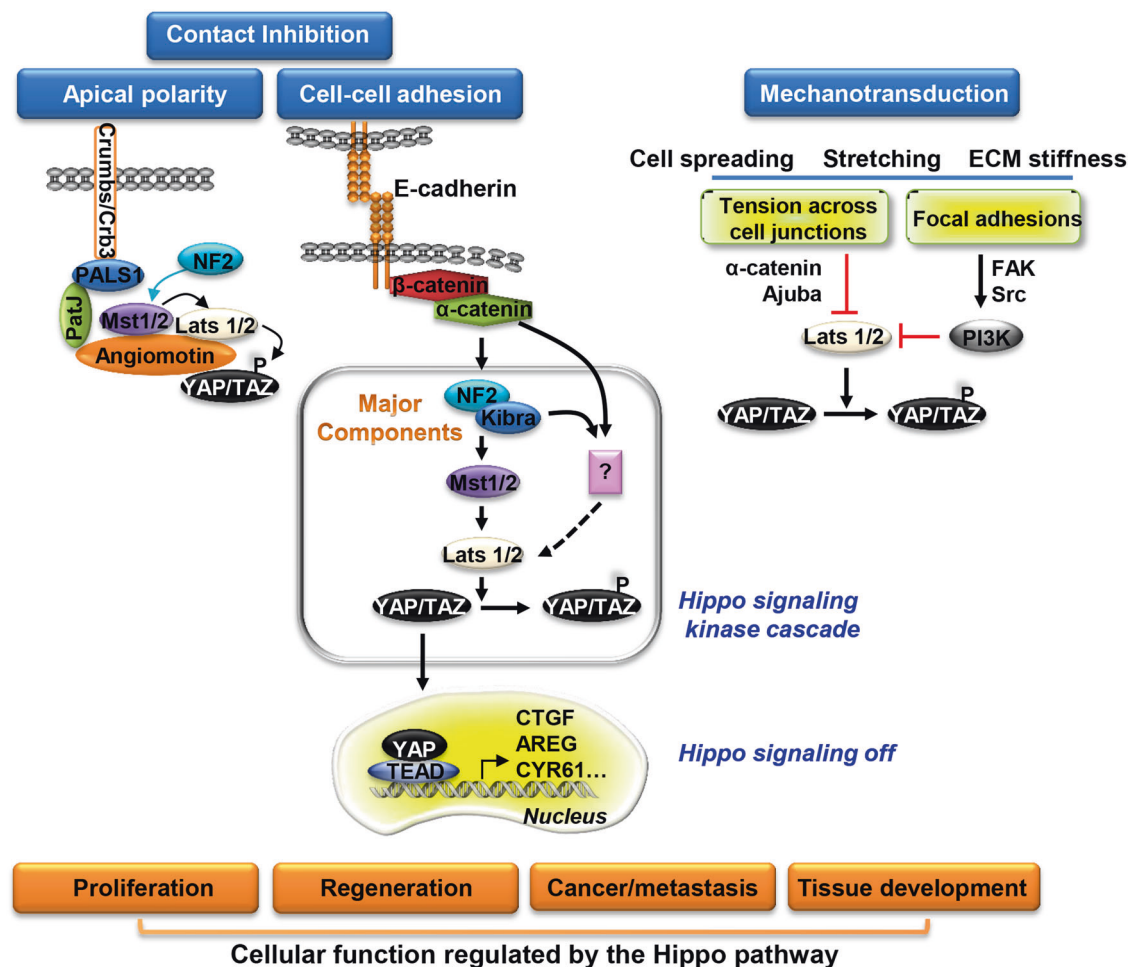 Contact Inhibition
Apical polarity
Cell-cell adhesion
Mechanotransduction
Crumbs/Crb3
PALS1
NF2
PatJ
Mst1/2
Lats 1/2
Angiomotin
P
YAP/TAZ
E-cadherin
β-catenin
α-catenin
Major
Components
NF2
Kibra
?
Mst1/2
Lats 1/2
YAP/TAZ
P
YAP/TAZ
Cell spreading
Stretching
ECM stiffness
Tension across
cell junctions
Focal adhesions
α-catenin
Ajuba
FAK
Src
Lats 1/2
PI3K
YAP/TAZ
P
YAP/TAZ
Hippo signaling
kinase cascade
YAP
TEAD
CTGF
AREG
CYR61...
Nucleus
Hippo signaling off
Proliferation
Regeneration
Cancer/metastasis
Tissue development
Cellular function regulated by the Hippo pathway